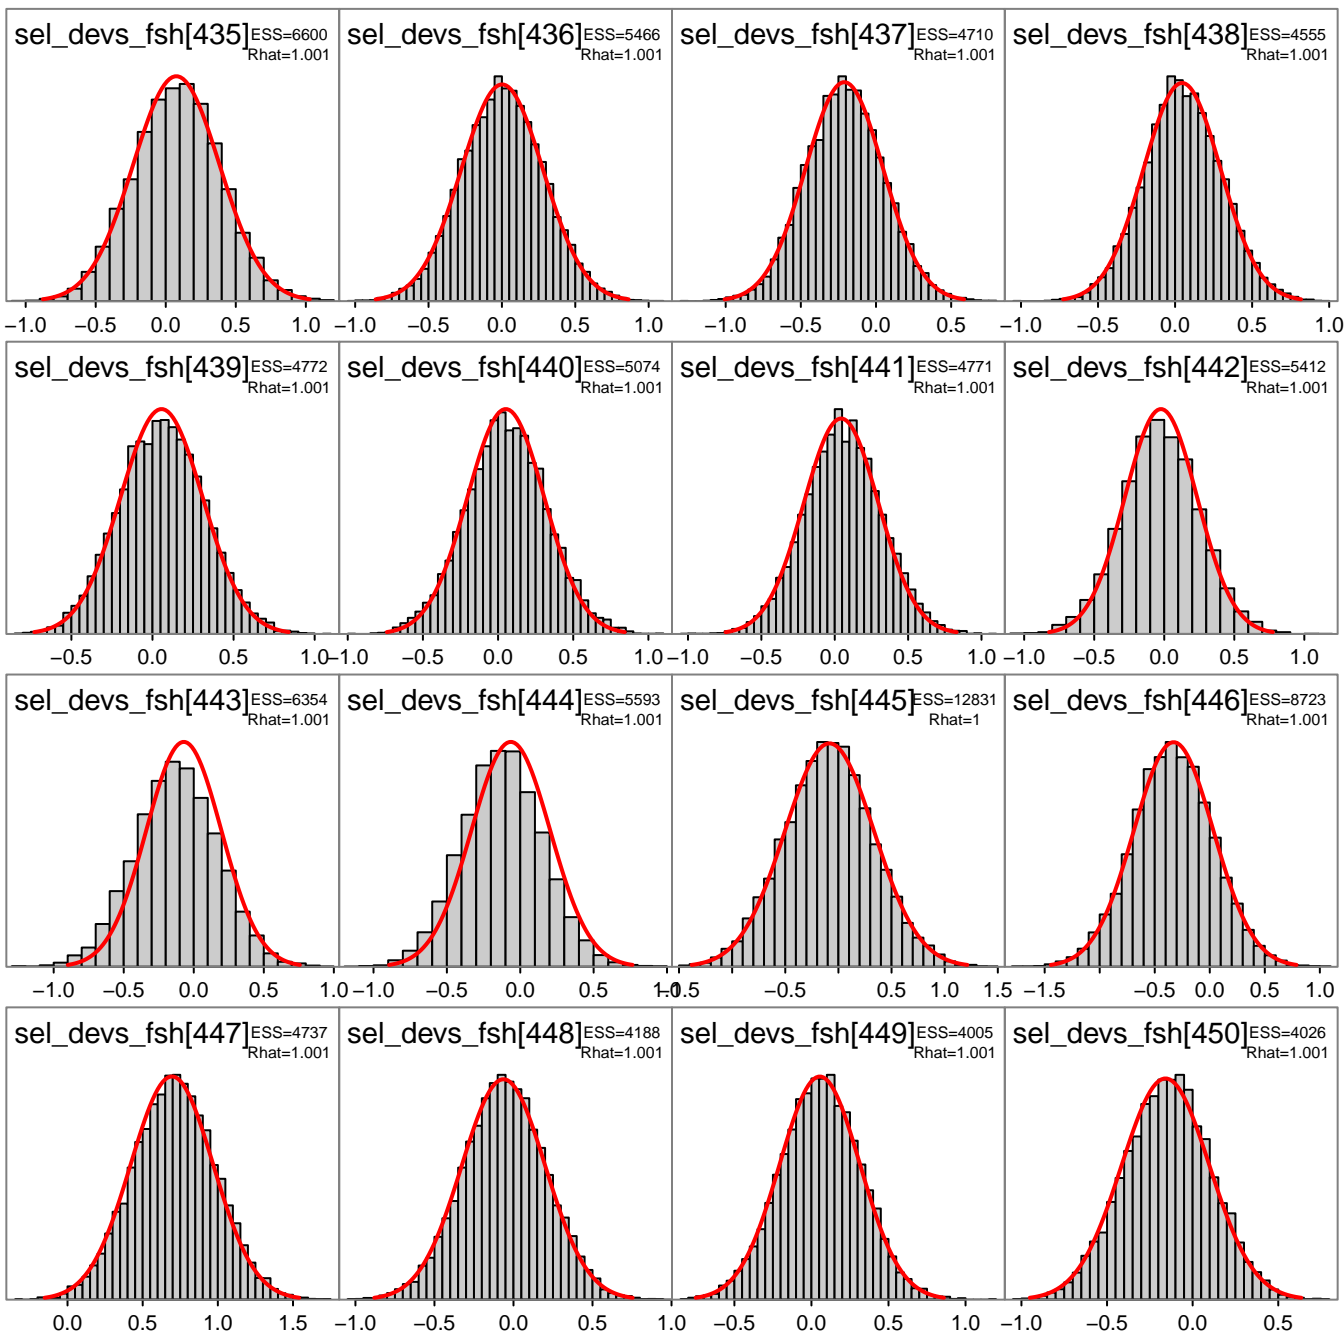 sel_devs_fsh[435] ESS=6600
Rhat=1.001
sel_devs_fsh[436] ESS=5466
Rhat=1.001
sel_devs_fsh[437] ESS=4710
Rhat=1.001
sel_devs_fsh[438] ESS=4555
Rhat=1.001
−1.0 −0.5 0.0 0.5 1.0
−1.0 −0.5 0.0 0.5 1.0
−1.0 −0.5 0.0 0.5
−1.0 −0.5 0.0 0.5 1.0
sel_devs_fsh[439] ESS=4772
Rhat=1.001
sel_devs_fsh[440] ESS=5074
Rhat=1.001
sel_devs_fsh[441] ESS=4771
Rhat=1.001
sel_devs_fsh[442] ESS=5412
Rhat=1.001
−0.5 0.0 0.5 1.0
−1.0 −0.5 0.0 0.5
−1.0 −0.5 0.0 0.5 1.0
−0.5 0.0 0.5 1.0
sel_devs_fsh[443] ESS=6354
Rhat=1.001
sel_devs_fsh[444] ESS=5593
Rhat=1.001
sel_devs_fsh[445] ESS=12831
Rhat=1
sel_devs_fsh[446] ESS=8723
Rhat=1.001
−1.0 −0.5 0.0 0.5 1.0
−1.0 −0.5 0.0 0.5 1.0
−1.5 −0.5 0.5 1.0 1.5
−1.5 −0.5 0.0 0.5 1.0
sel_devs_fsh[447] ESS=4737
Rhat=1.001
sel_devs_fsh[448] ESS=4188
Rhat=1.001
sel_devs_fsh[449] ESS=4005
Rhat=1.001
sel_devs_fsh[450] ESS=4026
Rhat=1.001
0.0 0.5 1.0 1.5
−1.0 −0.5 0.0 0.5
−0.5 0.0 0.5 1.0
−1.0 −0.5 0.0 0.5